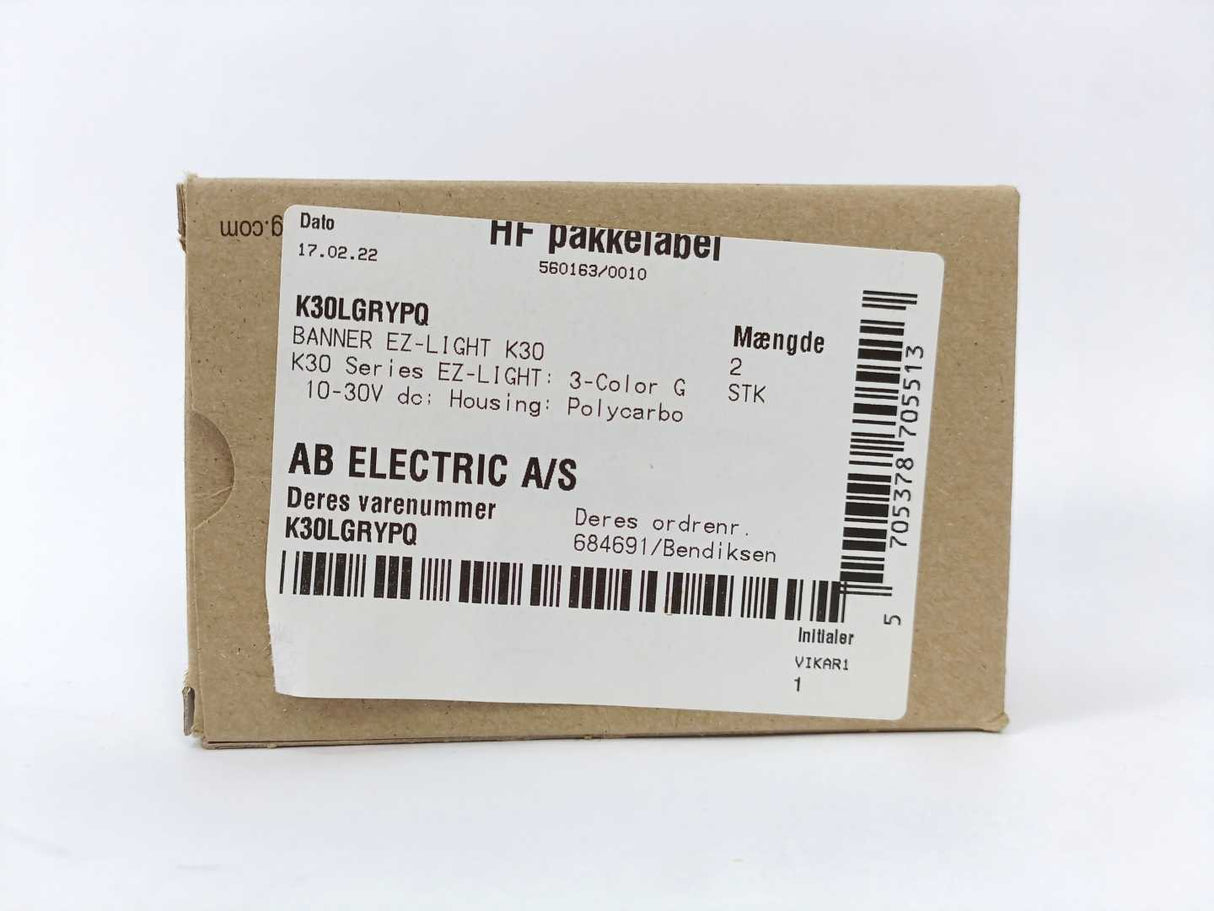 g.com
Dato
HF pakkelabel
17.02.22
560163/0010
K30LGRYPQ
BANNER EZ-LIGHT K30
K30 Series EZ-LIGHT: 3-Color G
10-30V dc; Housing: Polycarbo
Mængde
2
STK
AB ELECTRIC A/S
Deres varenummer
K30LGRYPQ
Deres ordrenr.
684691/Bendiksen
Initialer
VIKAR1
1
5 705378 705513